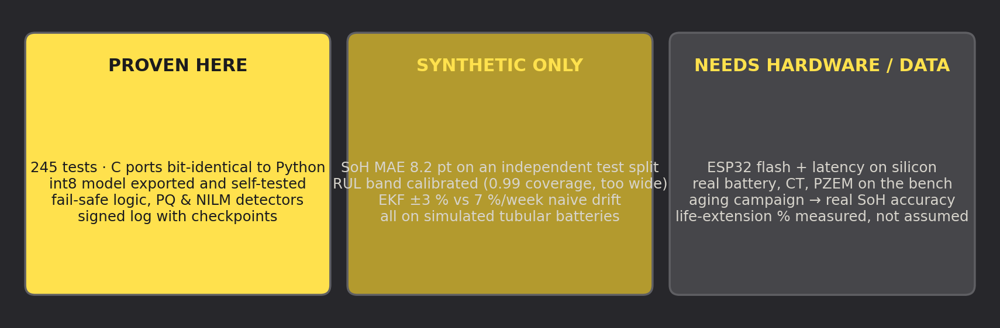 PROVEN HERE
245 tests · C ports bit-identical to Python
int8 model exported and self-tested
fail-safe logic, PQ & NILM detectors
signed log with checkpoints
SYNTHETIC ONLY
SoH MAE 8.2 pt on an independent test split
RUL band calibrated (0.99 coverage, too wide)
EKF ±3 % vs 7 %/week naive drift
all on simulated tubular batteries
NEEDS HARDWARE / DATA
ESP32 flash + latency on silicon
real battery, CT, PZEM on the bench
aging campaign → real SoH accuracy
life-extension % measured, not assumed